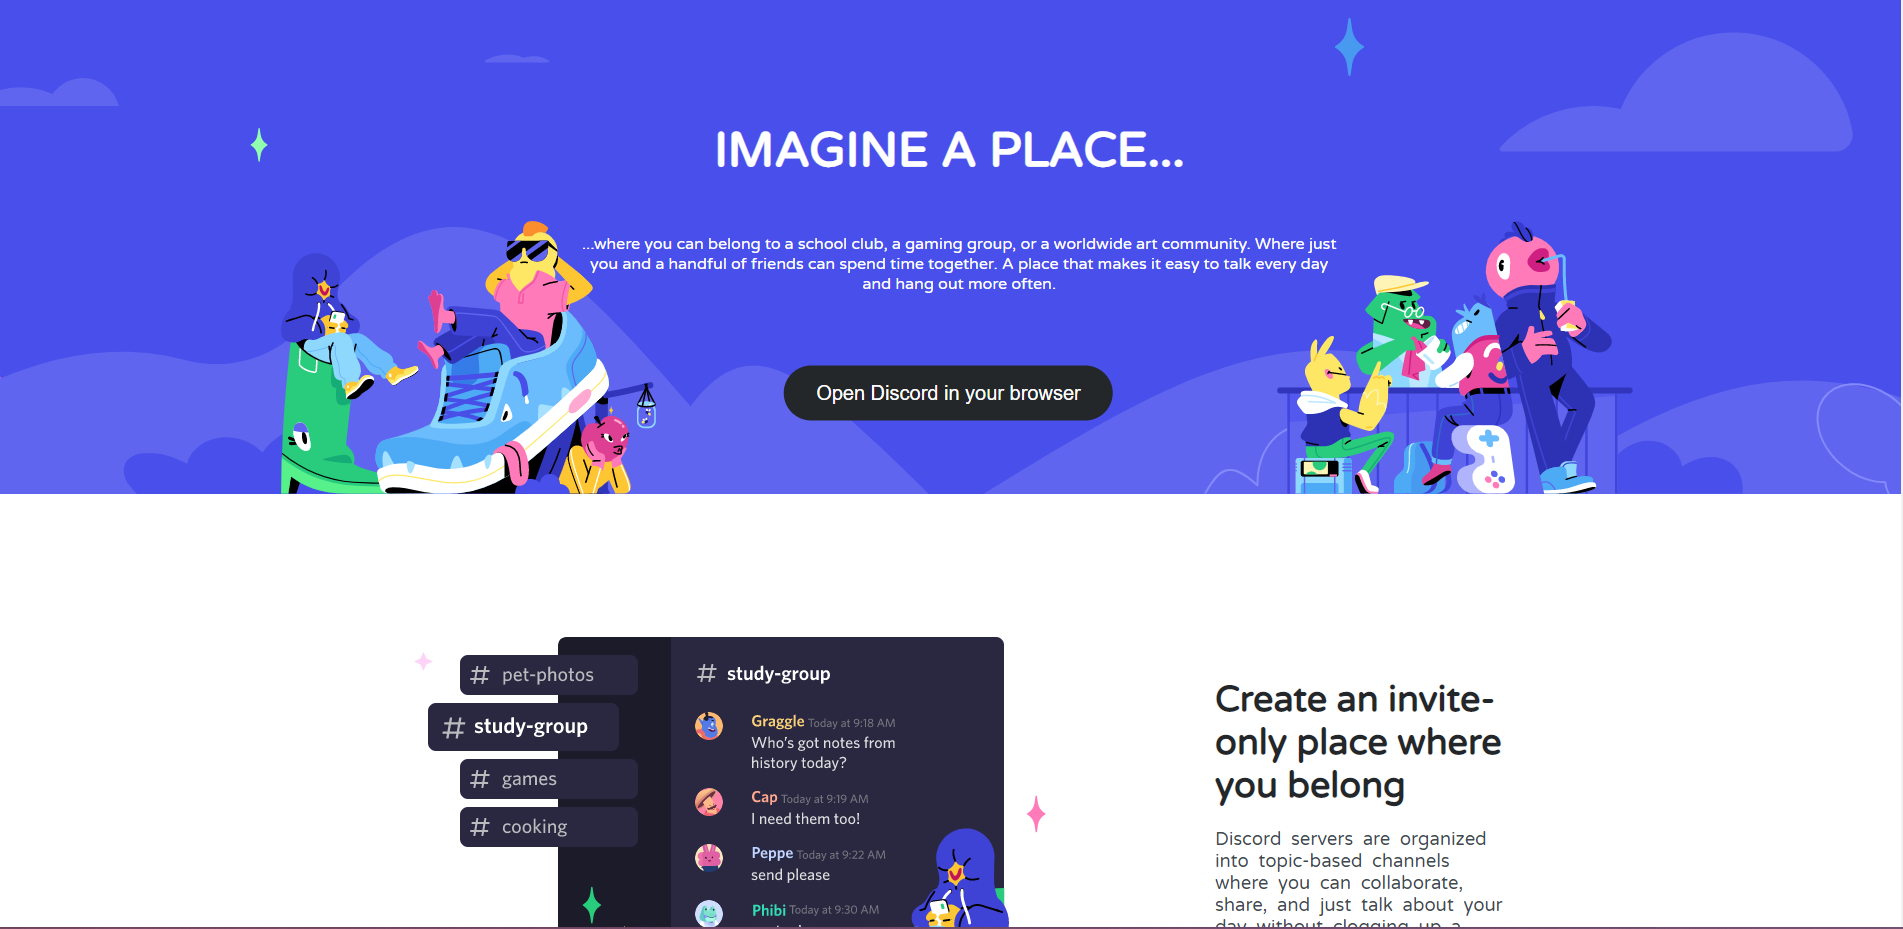 IMAGINE A PLACE...
...where you can belong to a school club, a gaming group, or a worldwide art community. Where just
you and a handful of friends can spend time together. A place that makes it easy to talk every day
and hang out more often.
Open Discord in your browser
# pet-photos
# study-group
# games
# cooking
# study-group
Graggle Today at 9:18 AM
Who's got notes from
history today?
Cap Today at 9:19 AM
I need them too!
Peppe Today at 9:22 AM
send please
Phibi Today at 9:30 AM
Create an invite-
only place where
you belong
Discord servers are organized
into topic-based channels
where you can collaborate,
share, and just talk about your
day without clogging up a